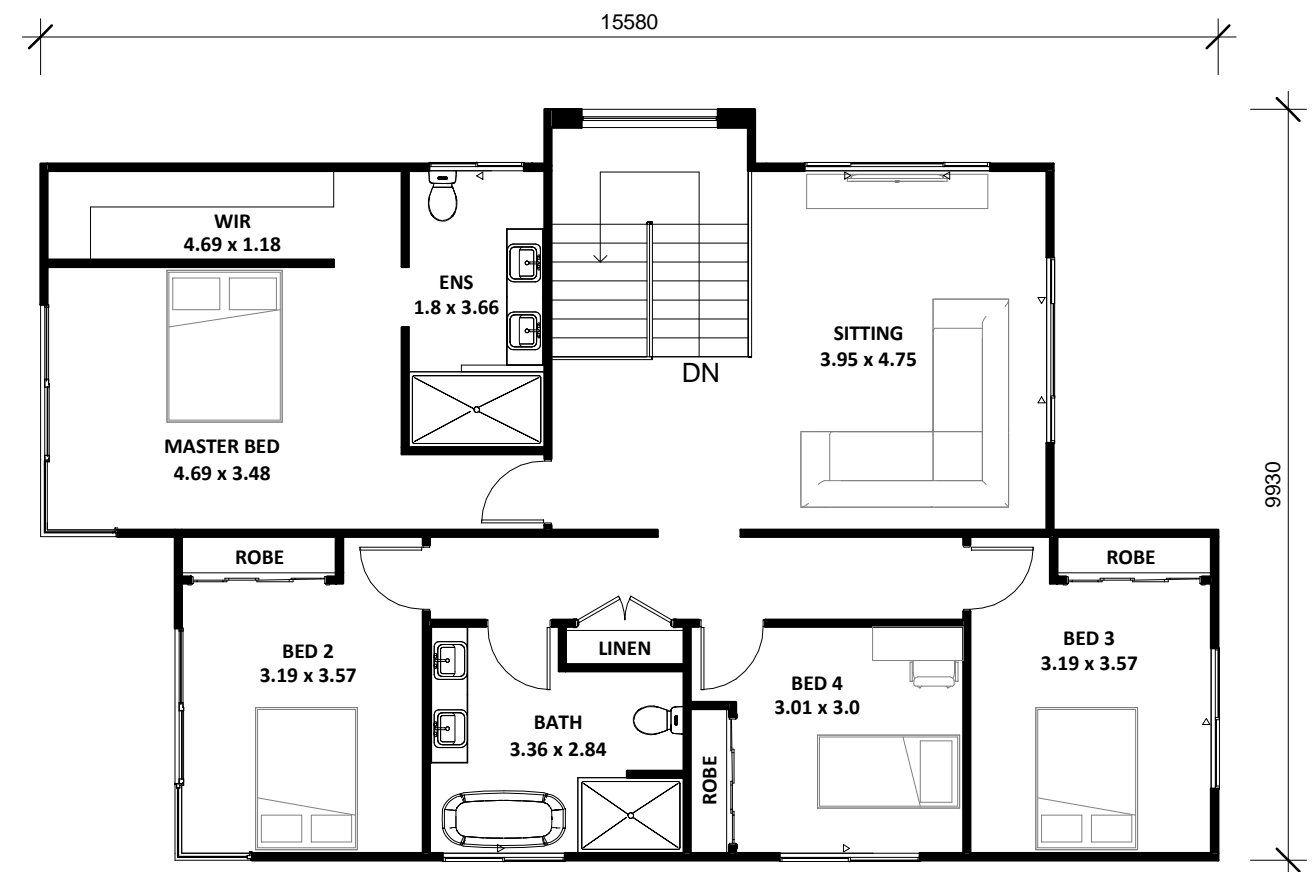 15580
WIR
4.69 x 1.18
ENS
1.8 x 3.66
SITTING
3.95 x 4.75
DN
MASTER BED
4.69 x 3.48
9930
ROBE
ROBE
BED 2
3.19 x 3.57
LINEN
BED 3
3.19 x 3.57
BED 4
3.01 x 3.0
BATH
3.36 x 2.84
ROBE